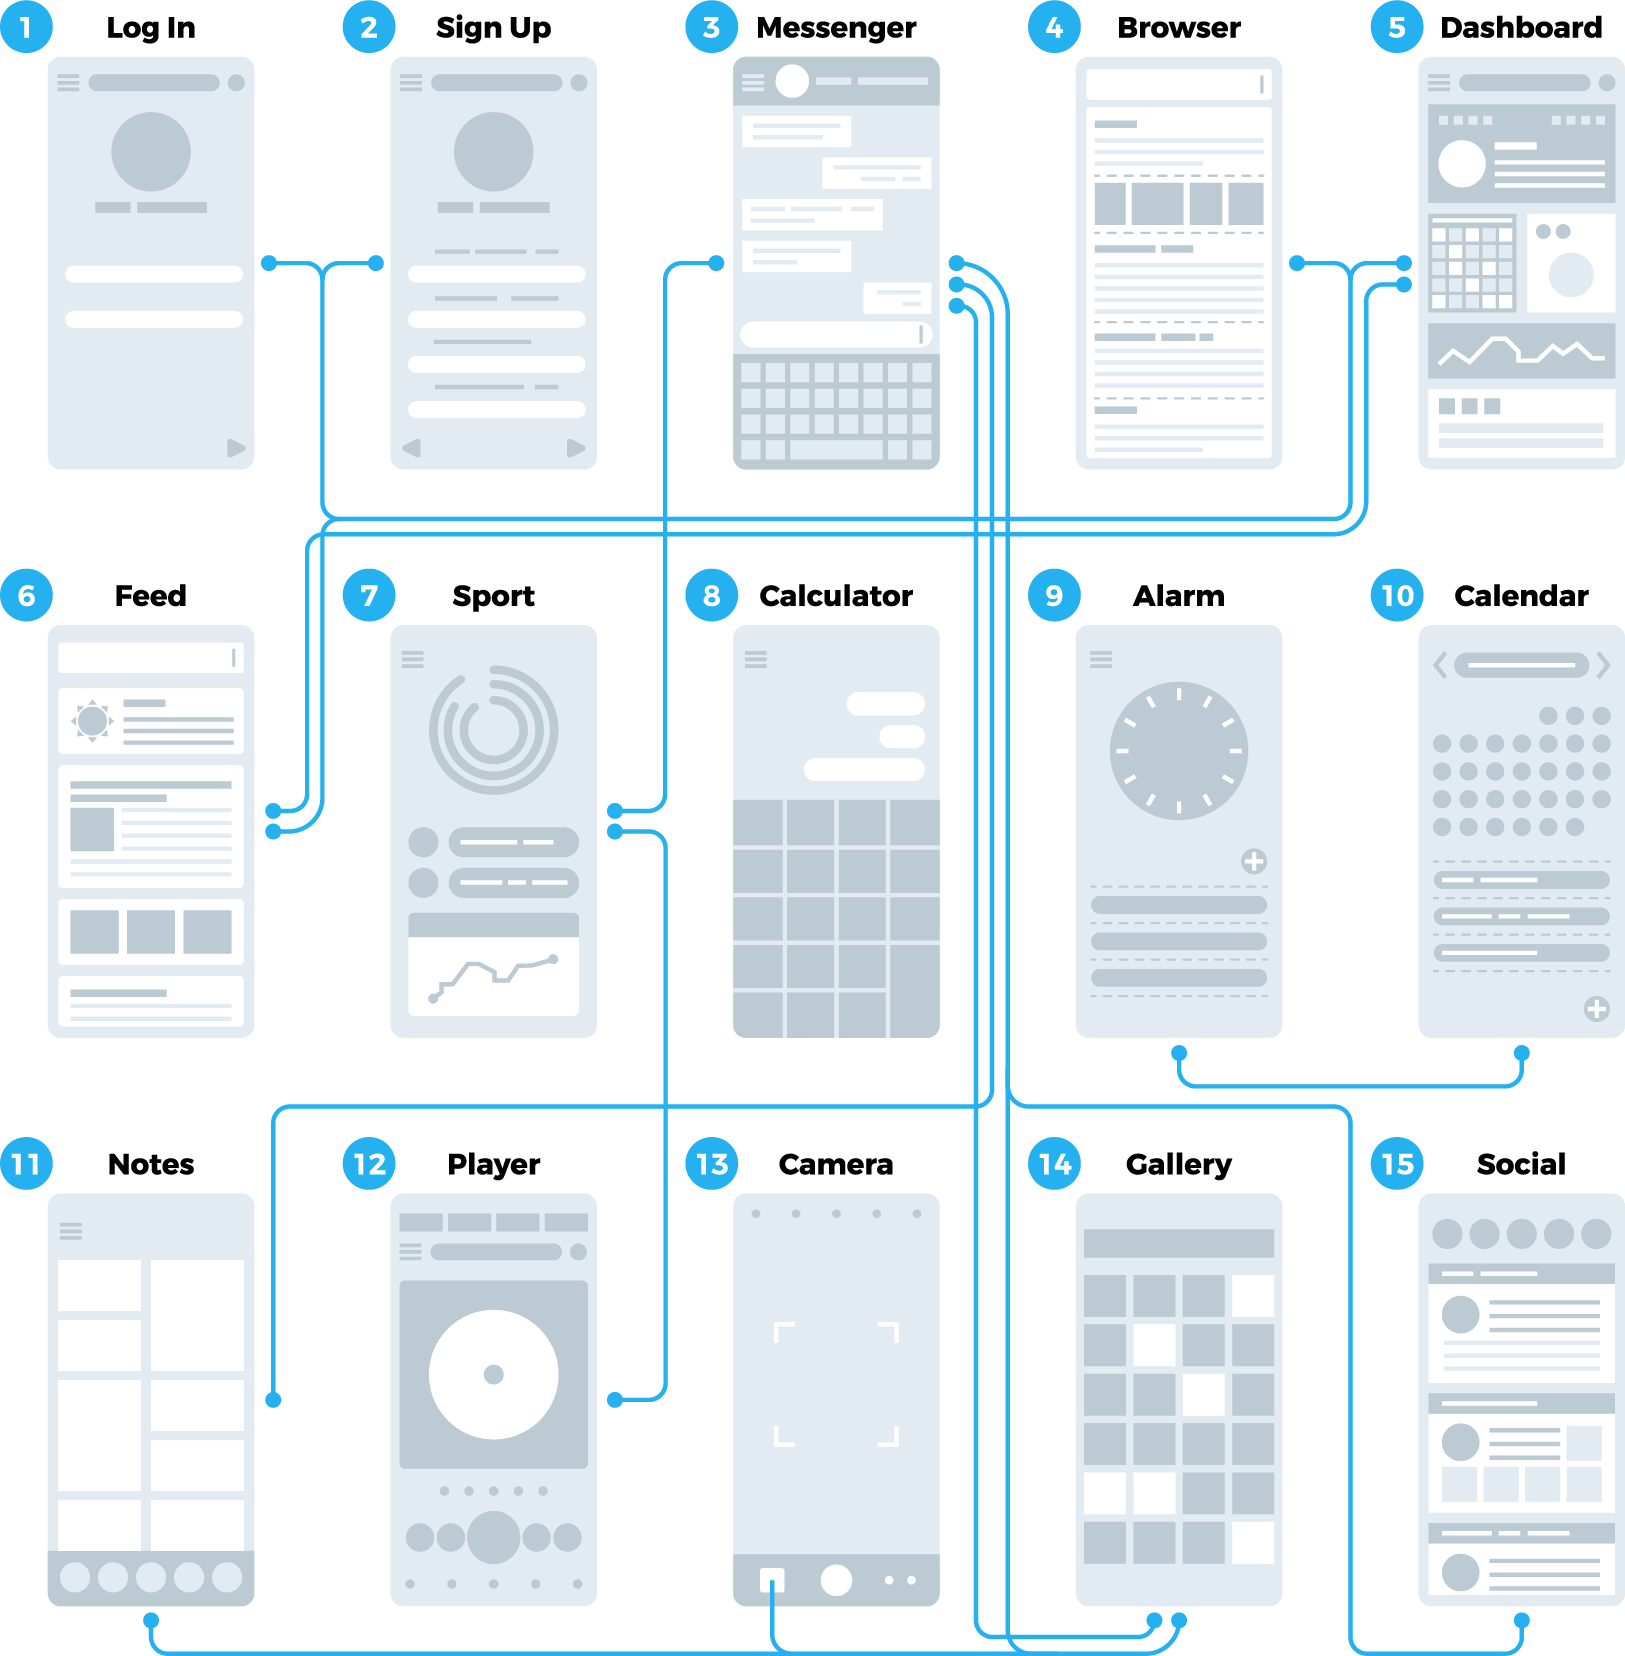 1 Log In
2 Sign Up
3 Messenger
4 Browser
5 Dashboard
6 Feed
7 Sport
8 Calculator
9 Alarm
10 Calendar
11 Notes
12 Player
13 Camera
14 Gallery
15 Social